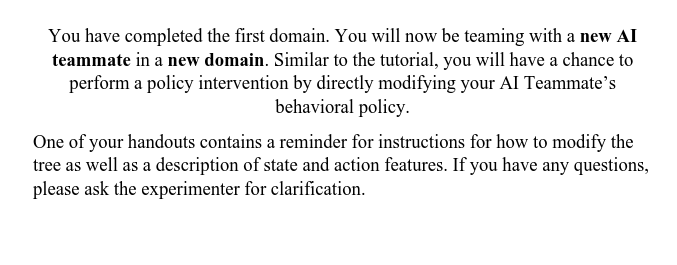 You have completed the first domain. You will now be teaming with a new AI
teammate in a new domain. Similar to the tutorial, you will have a chance to
perform a policy intervention by directly modifying your AI Teammate's
behavioral policy.
One of your handouts contains a reminder for instructions for how to modify the
tree as well as a description of state and action features. If you have any questions,
please ask the experimenter for clarification.